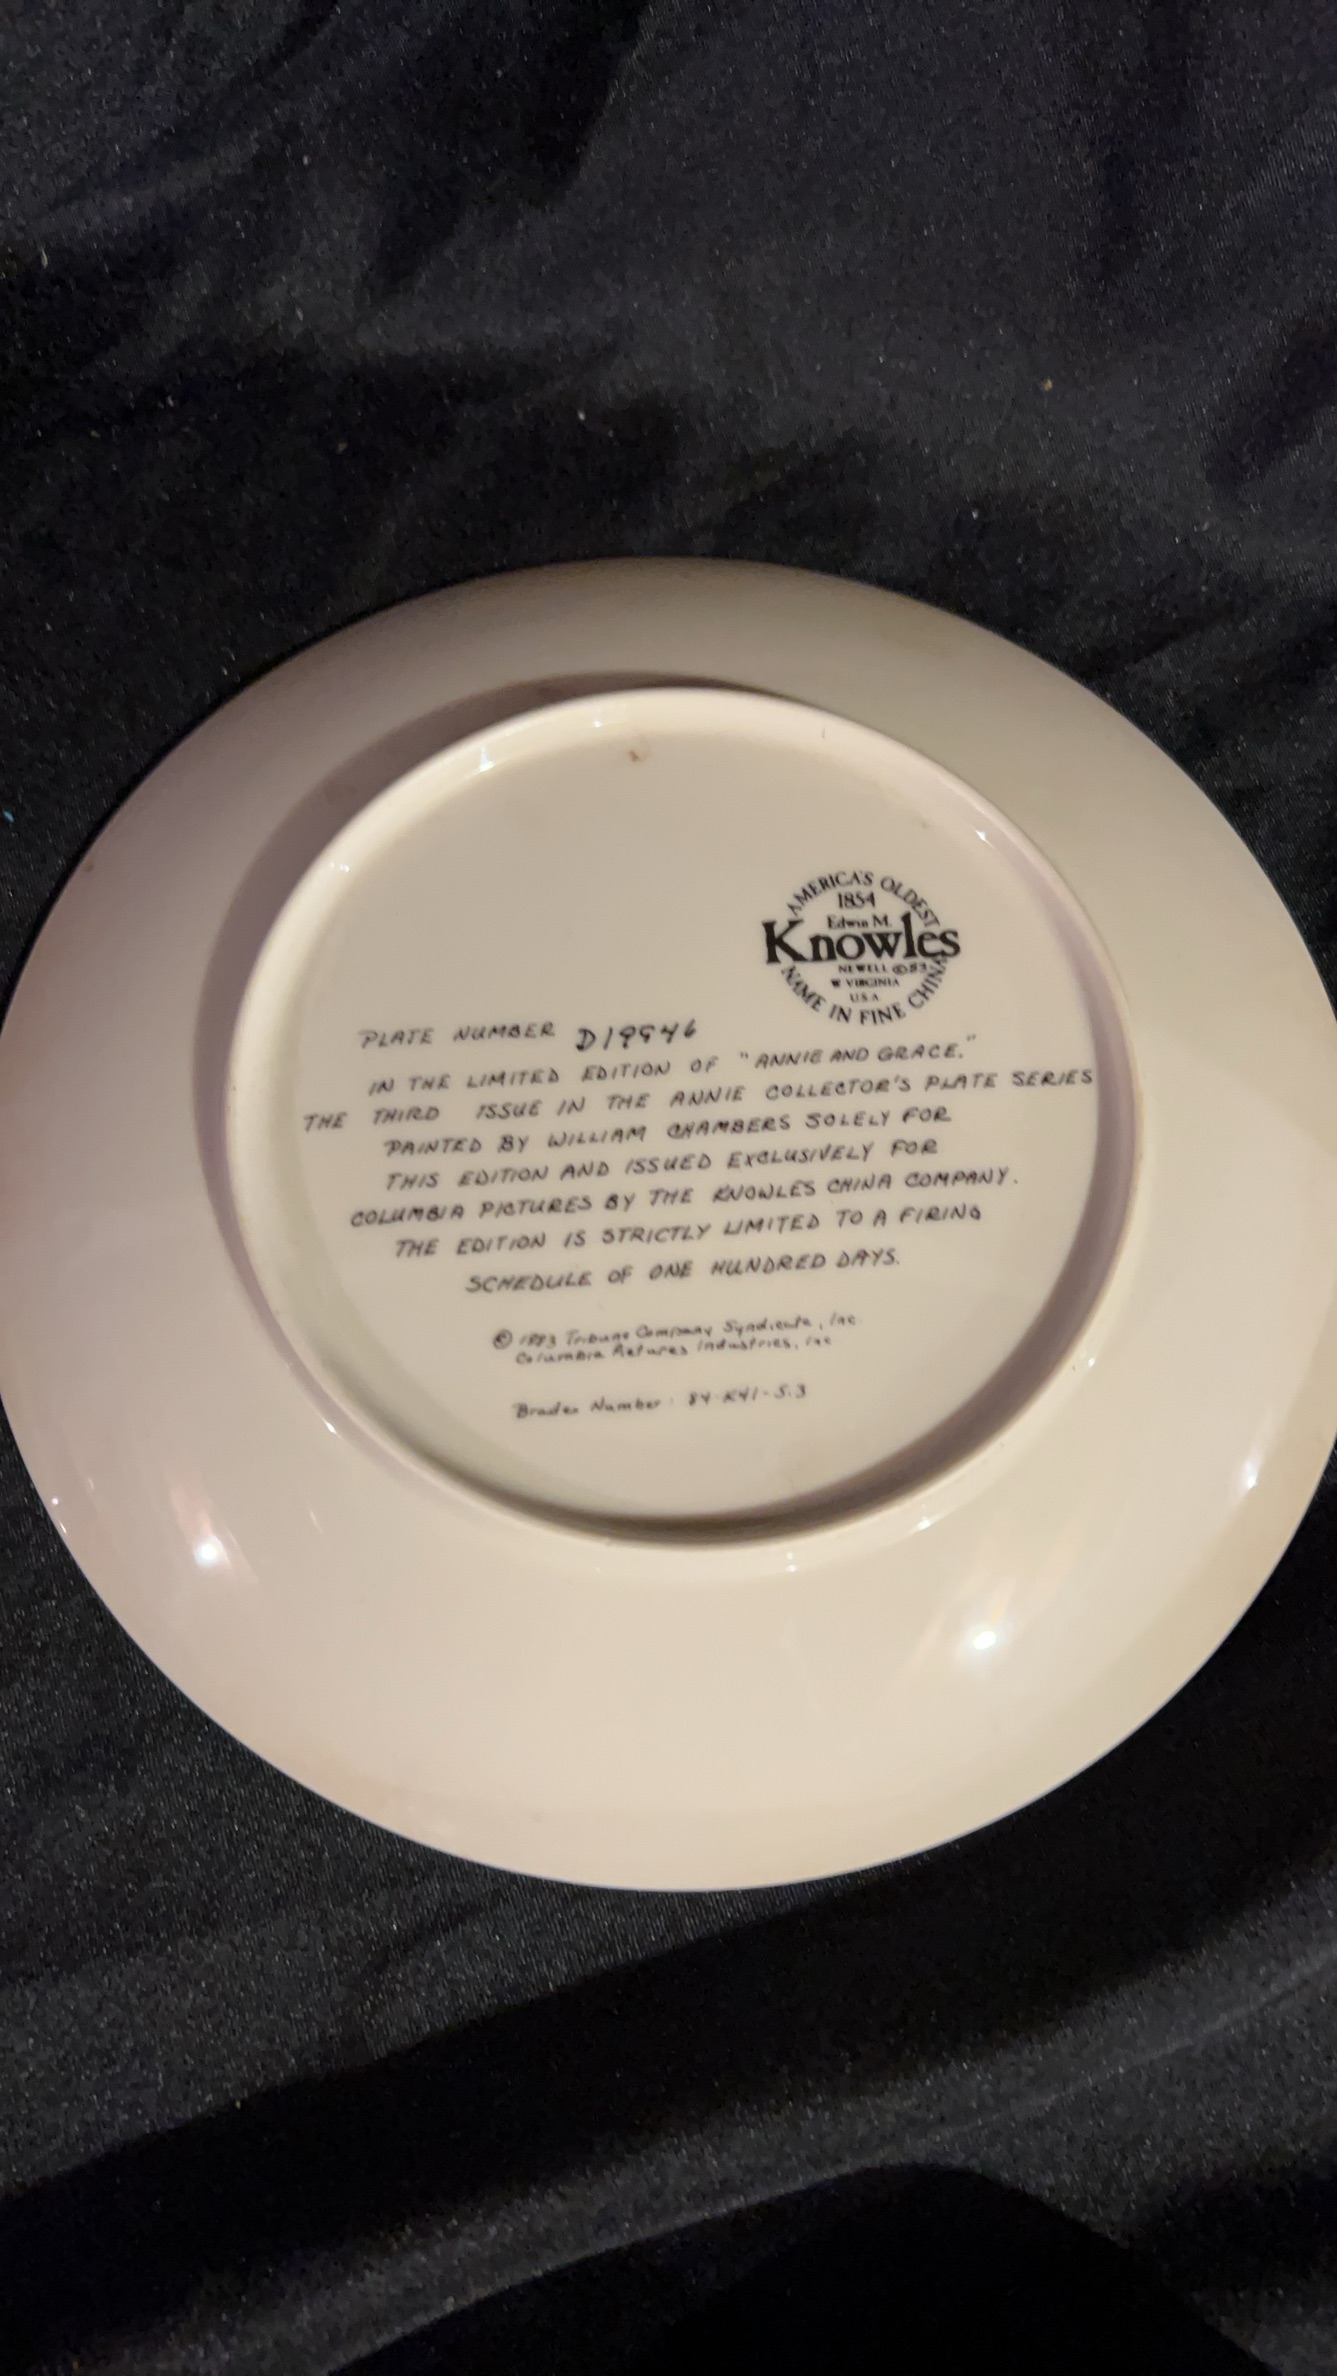 AMERICA'S OLDEST
1854
Edwin M.
Knowles
NEWELL © 83
W VIRGINIA
U.S.A
NAME IN FINE CHINA
PLATE NUMBER D19946
IN THE LIMITED EDITION OF "ANNIE AND GRACE."
THE THIRD ISSUE IN THE ANNIE COLLECTOR'S PLATE SERIES
PAINTED BY WILLIAM CHAMBERS SOLELY FOR
THIS EDITION AND ISSUED EXCLUSIVELY FOR
COLUMBIA PICTURES BY THE KNOWLES CHINA COMPANY.
THE EDITION IS STRICTLY LIMITED TO A FIRING
SCHEDULE OF ONE HUNDRED DAYS.
© 1983 Tribune Company Syndicate, Inc.
Columbia Pictures Industries, Inc
Bradex Number: 84-K41-5.3